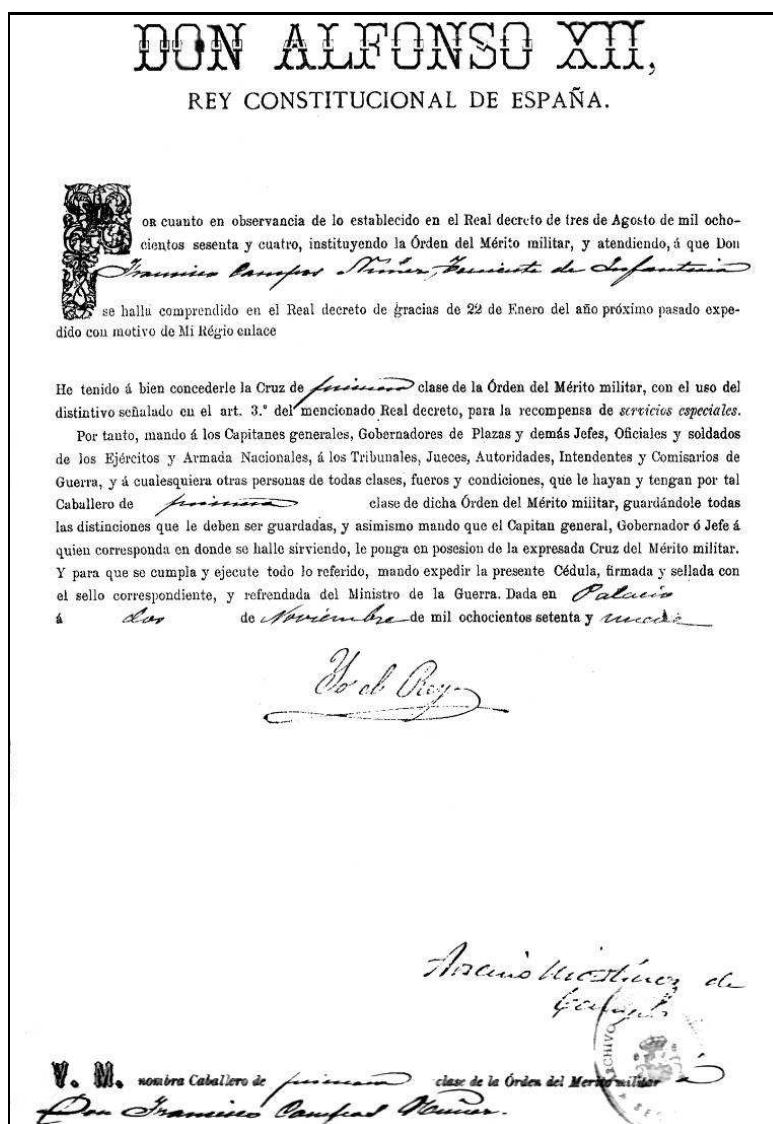 DON ALFONSO XII,
REY CONSTITUCIONAL DE ESPAÑA.
POR cuanto en observancia de lo establecido en el Real decreto de tres de Agosto de mil ocho-
cientos sesenta y cuatro, instituyendo la Órden del Mérito militar, y atendiendo, á que Don
Francisco Campos Núñez, Teniente de Infanteria
se halla comprendido en el Real decreto de gracias de 22 de Enero del año próximo pasado expe-
dido con motivo de Mi Régio enlace
He tenido á bien concederle la Cruz de primera clase de la Órden del Mérito militar, con el uso del
distintivo señalado en el art. 3.º del mencionado Real decreto, para la recompensa de servicios especiales.
Por tanto, mando á los Capitanes generales, Gobernadores de Plazas y demás Jefes, Oficiales y soldados
de los Ejércitos y Armada Nacionales, á los Tribunales, Jueces, Autoridades, Intendentes y Comisarios de
Guerra, y á cualesquiera otras personas de todas clases, fueros y condiciones, que le hayan y tengan por tal
Caballero de primera clase de dicha Órden del Mérito militar, guardándole todas
las distinciones que le deben ser guardadas, y asimismo mando que el Capitan general, Gobernador ó Jefe á
quien corresponda en donde se halle sirviendo, le ponga en posesion de la expresada Cruz del Mérito militar.
Y para que se cumpla y ejecute todo lo referido, mando expedir la presente Cédula, firmada y sellada con
el sello correspondiente, y refrendada del Ministro de la Guerra. Dada en Palacio
á dos de Noviembre de mil ochocientos setenta y nueve
Yo el Rey
Arsenio Martínez de
Campos
ARCHIVO
V. M. nombra Caballero de primera clase de la Órden del Merito militar á
Don Francisco Campos Núñez.